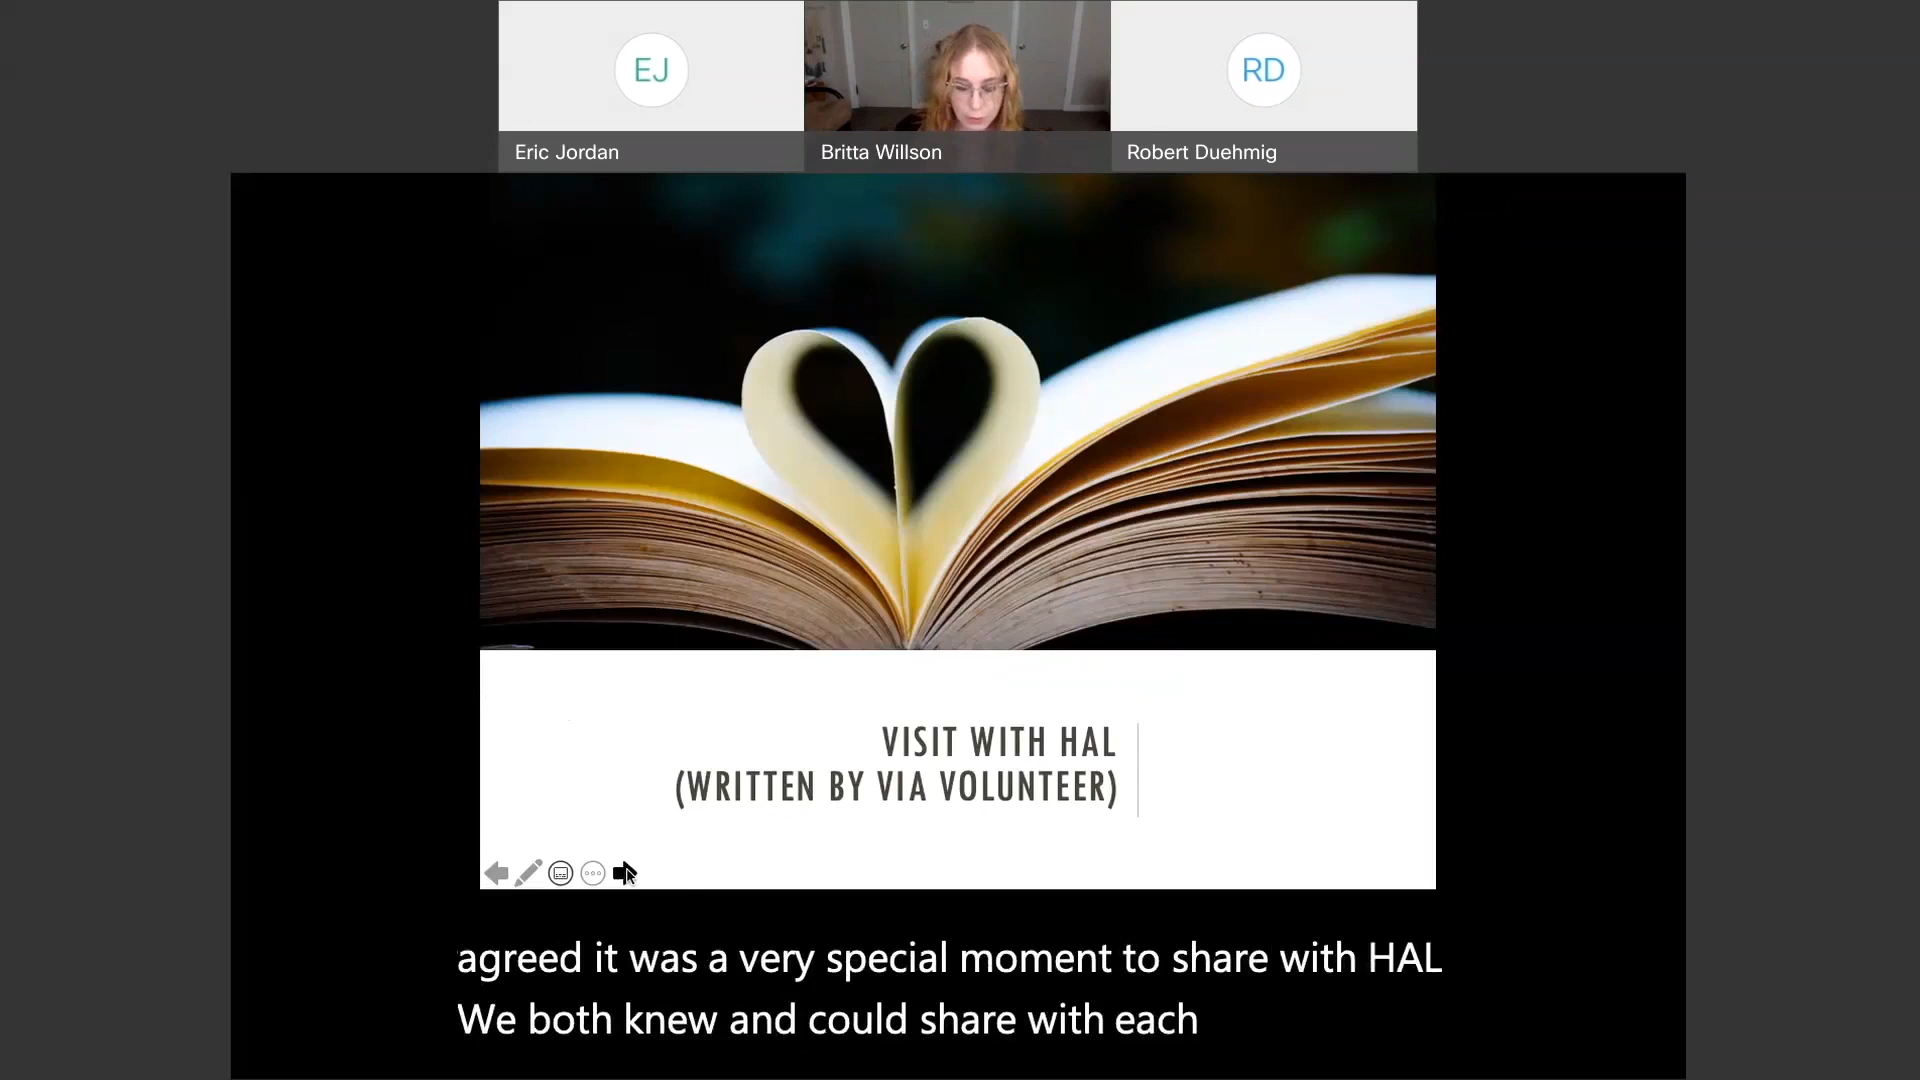 EJ
RD
Eric Jordan
Britta Willson
Robert Duehmig
VISIT WITH HAL
(WRITTEN BY VIA VOLUNTEER)
agreed it was a very special moment to share with HAL
We both knew and could share with each